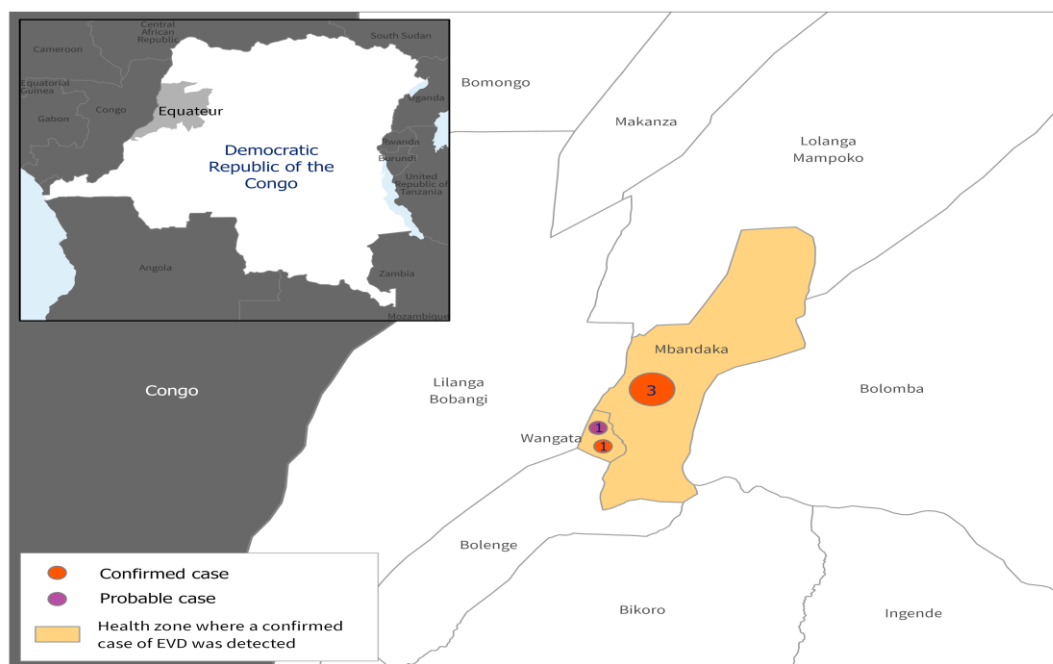 Cameroon
Central
African
Republic
South Sudan
Equatorial
Guinea
Gabon
Congo
Equateur
Uganda
Rwanda
Burundi
United
Republic of
Tanzania
Democratic
Republic of the
Congo
Angola
Zambia
Mozambique
Bomongo
Makanza
Lolanga
Mampoko
Mbandaka
3
Congo
Lilanga
Bobangi
Bolomba
Wangata
1
1
Bolenge
Bikoro
Ingende
Confirmed case
Probable case
Health zone where a confirmed
case of EVD was detected